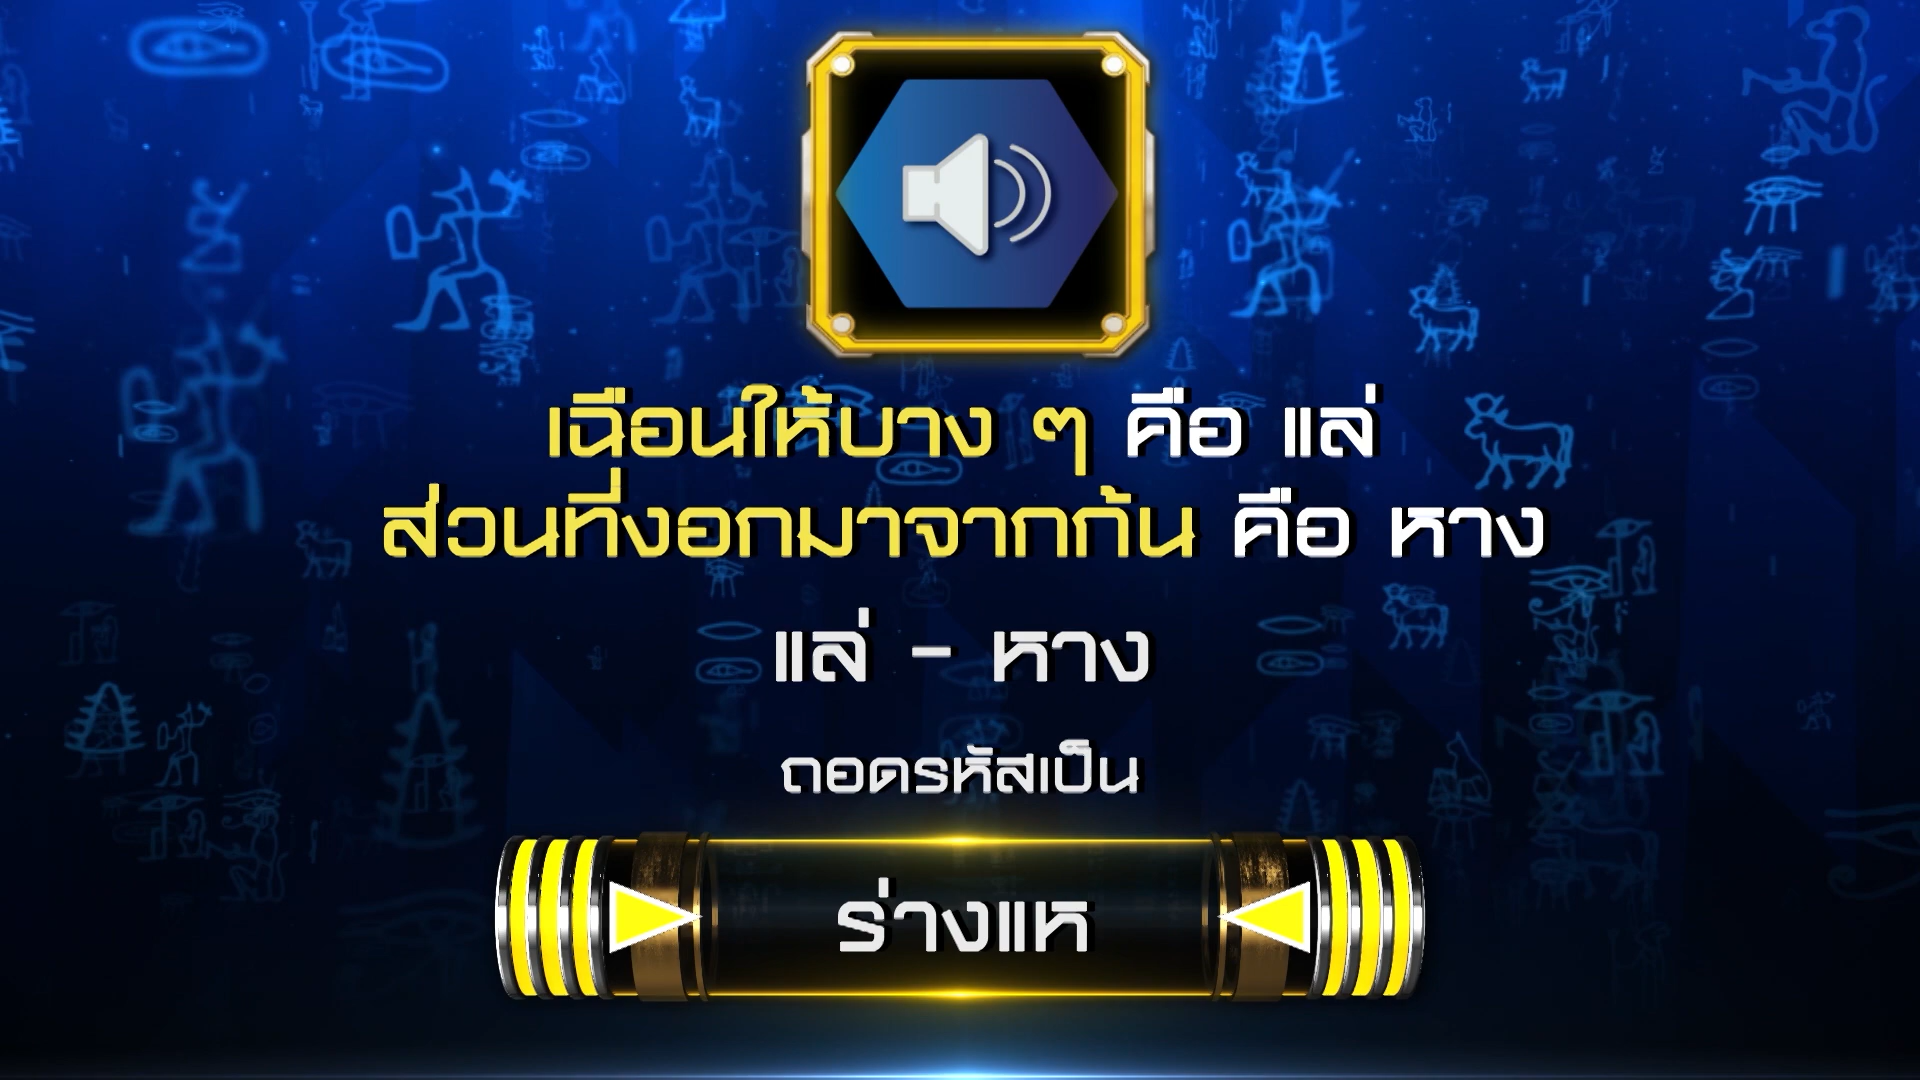 เฉือนให้บาง ๆ คือ แล่
ส่วนที่งอกมาจากก้น คือ หาง
แล่ - หาง
ถอดรหัสเป็น
ร่างแห